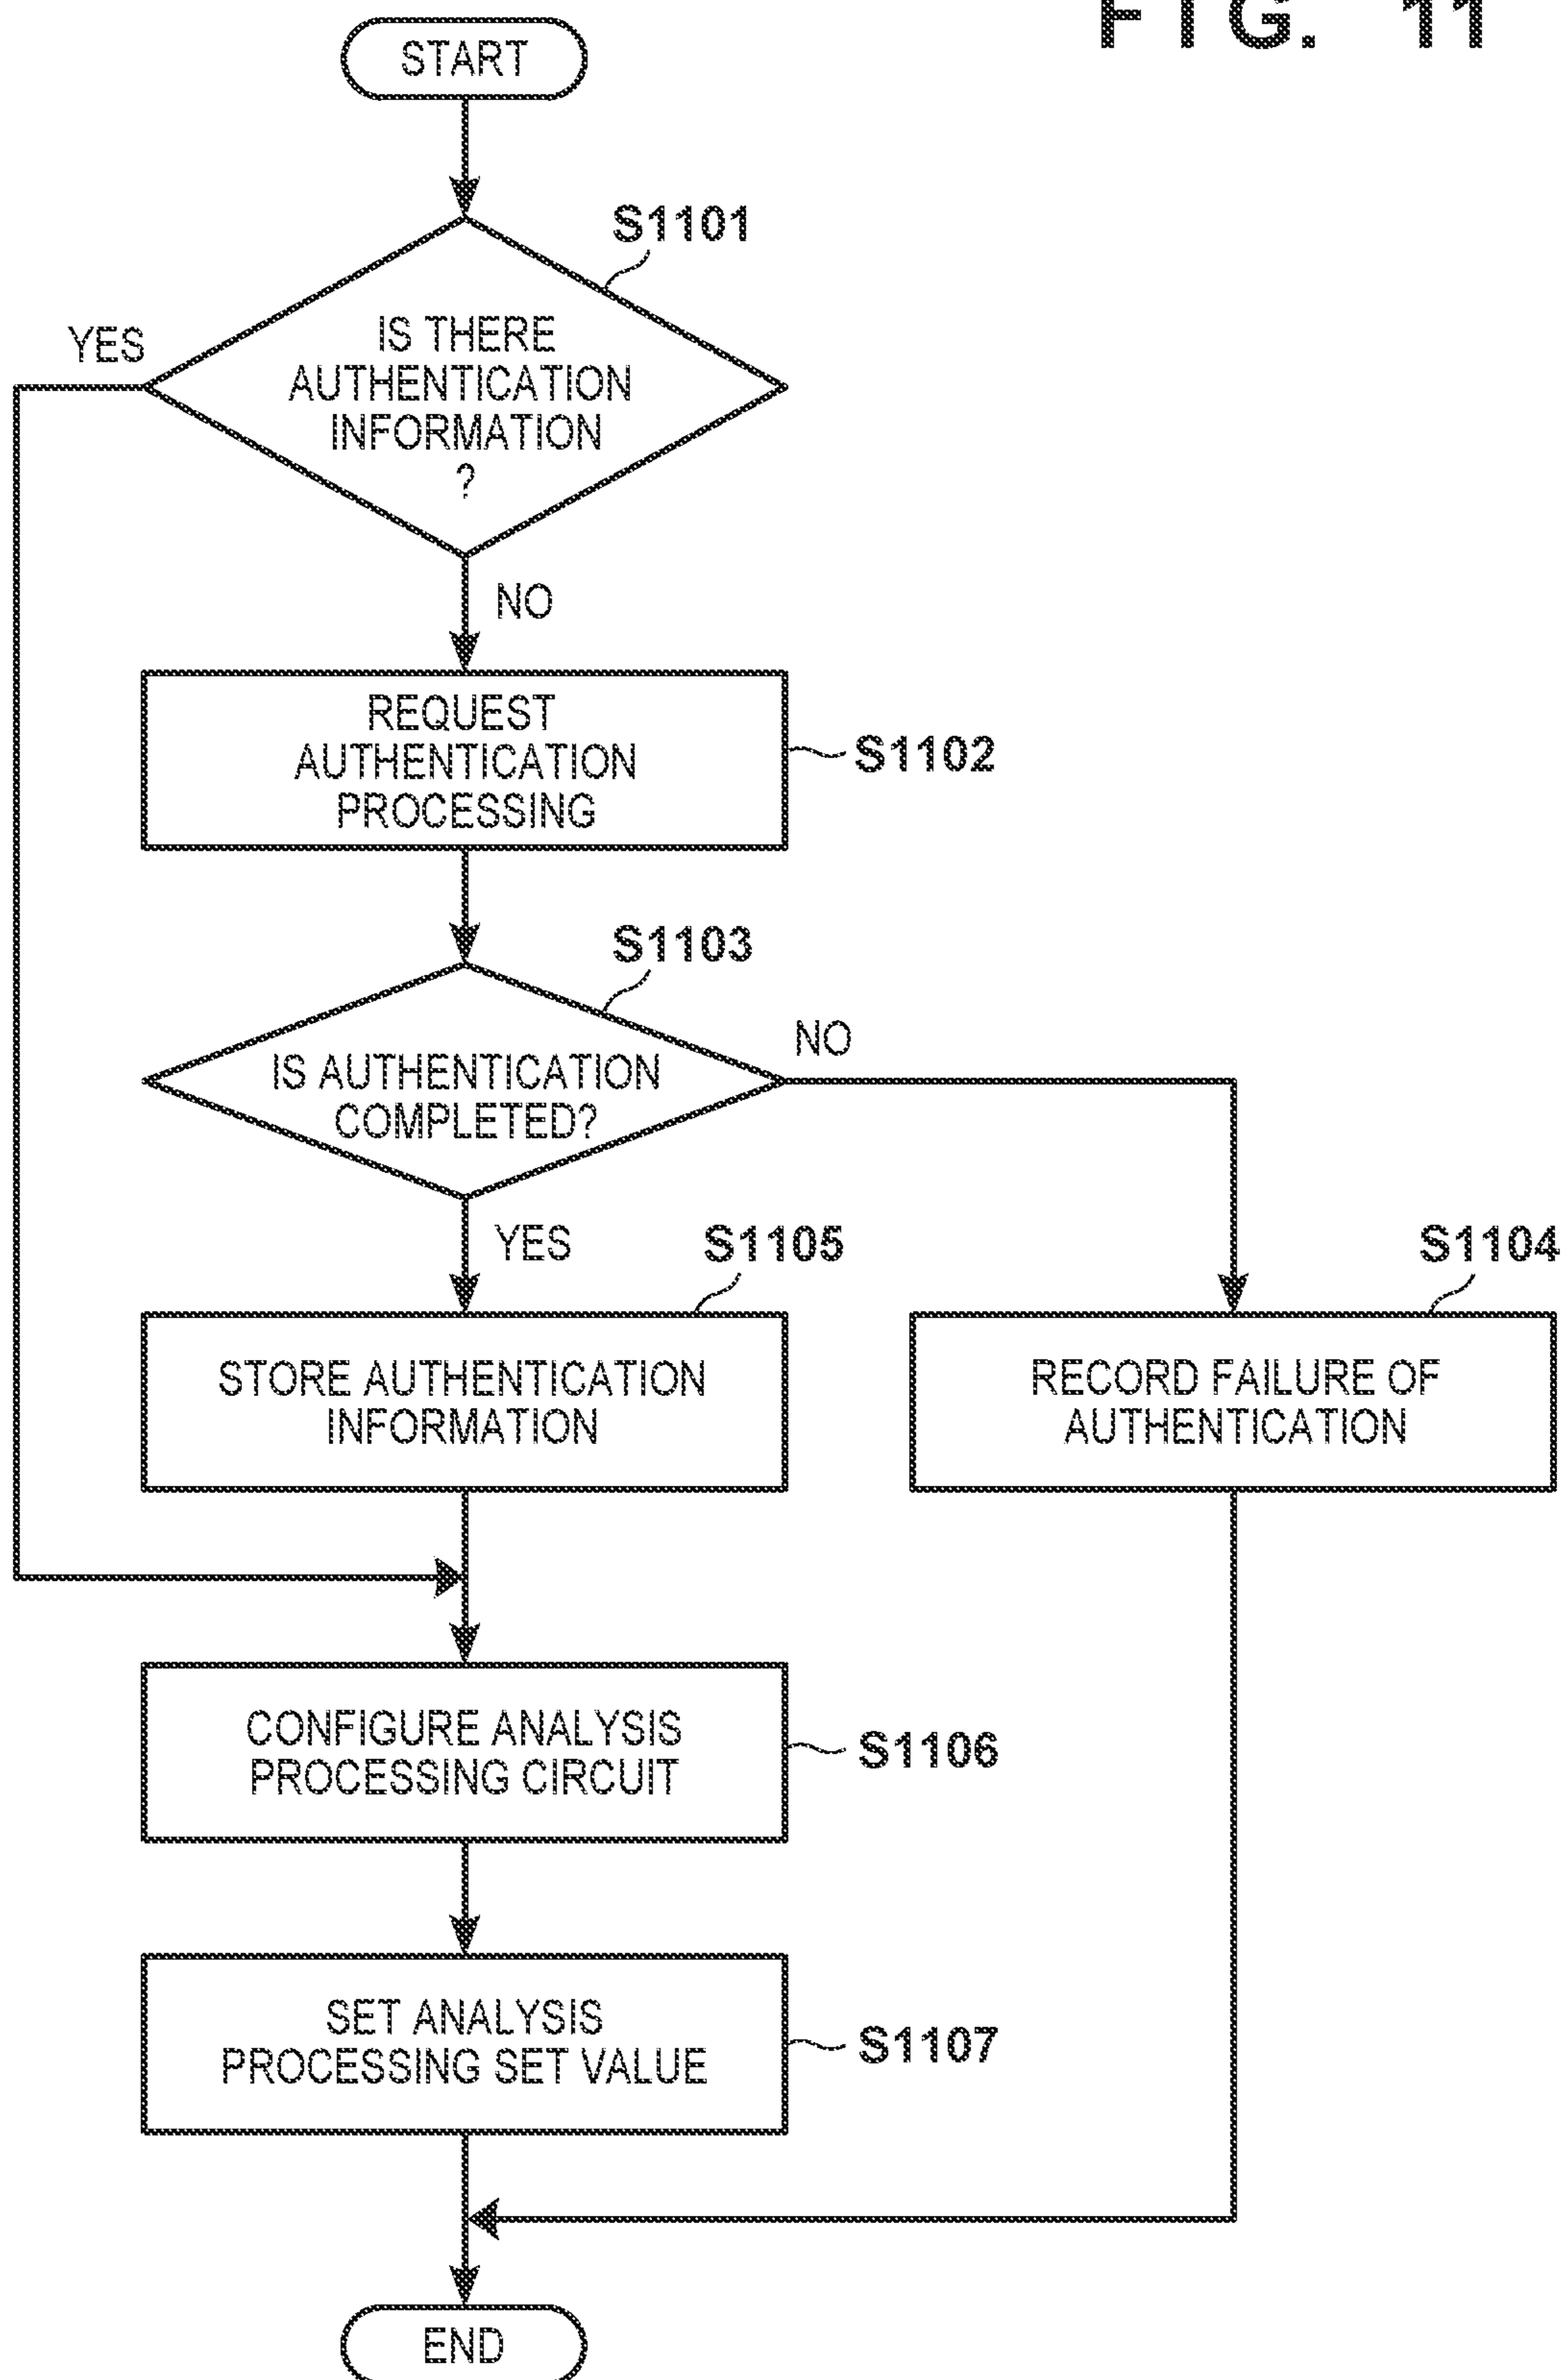 FIG. 11
START
S1101
YES
IS THERE
AUTHENTICATION
INFORMATION
?
NO
REQUEST
AUTHENTICATION
PROCESSING
S1102
S1103
NO
IS AUTHENTICATION
COMPLETED?
YES
S1105
S1104
STORE AUTHENTICATION
INFORMATION
RECORD FAILURE OF
AUTHENTICATION
CONFIGURE ANALYSIS
PROCESSING CIRCUIT
S1106
SET ANALYSIS
PROCESSING SET VALUE
S1107
END